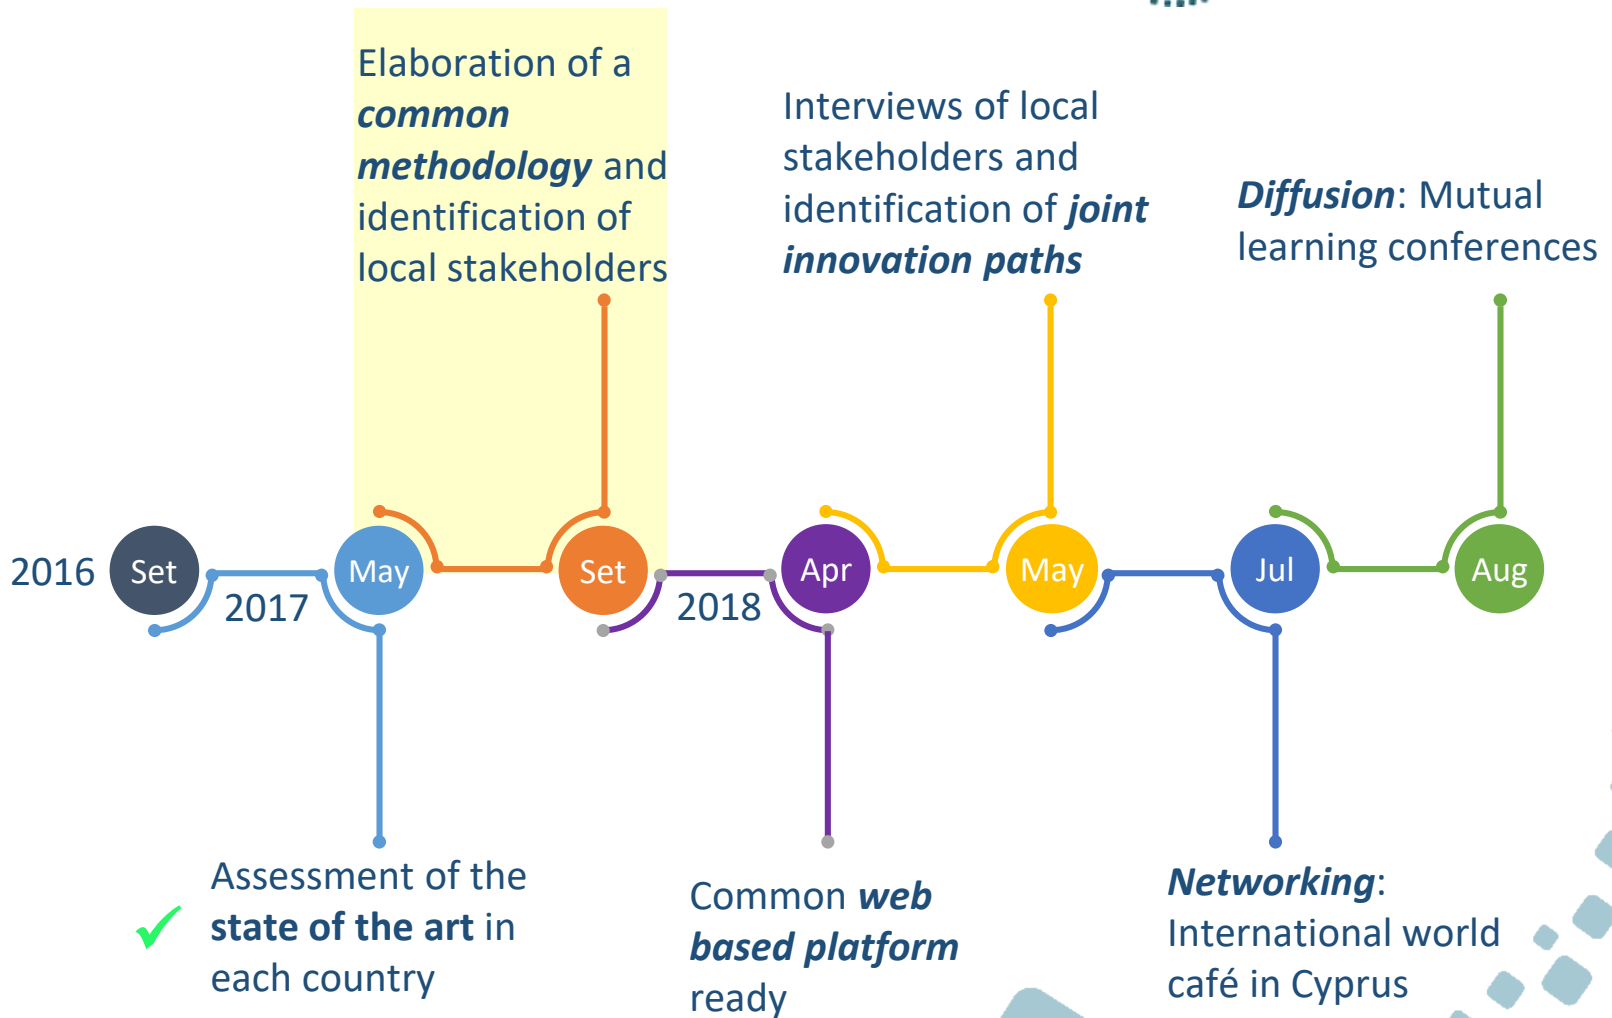 Elaboration of a
common
methodology and
identification of
local stakeholders
Interviews of local
stakeholders and
identification of joint
innovation paths
Diffusion: Mutual
learning conferences
2016
Set
2017
May
Set
2018
Apr
May
Jul
Aug
Assessment of the
state of the art in
each country
Common web
based platform
ready
Networking:
International world
café in Cyprus